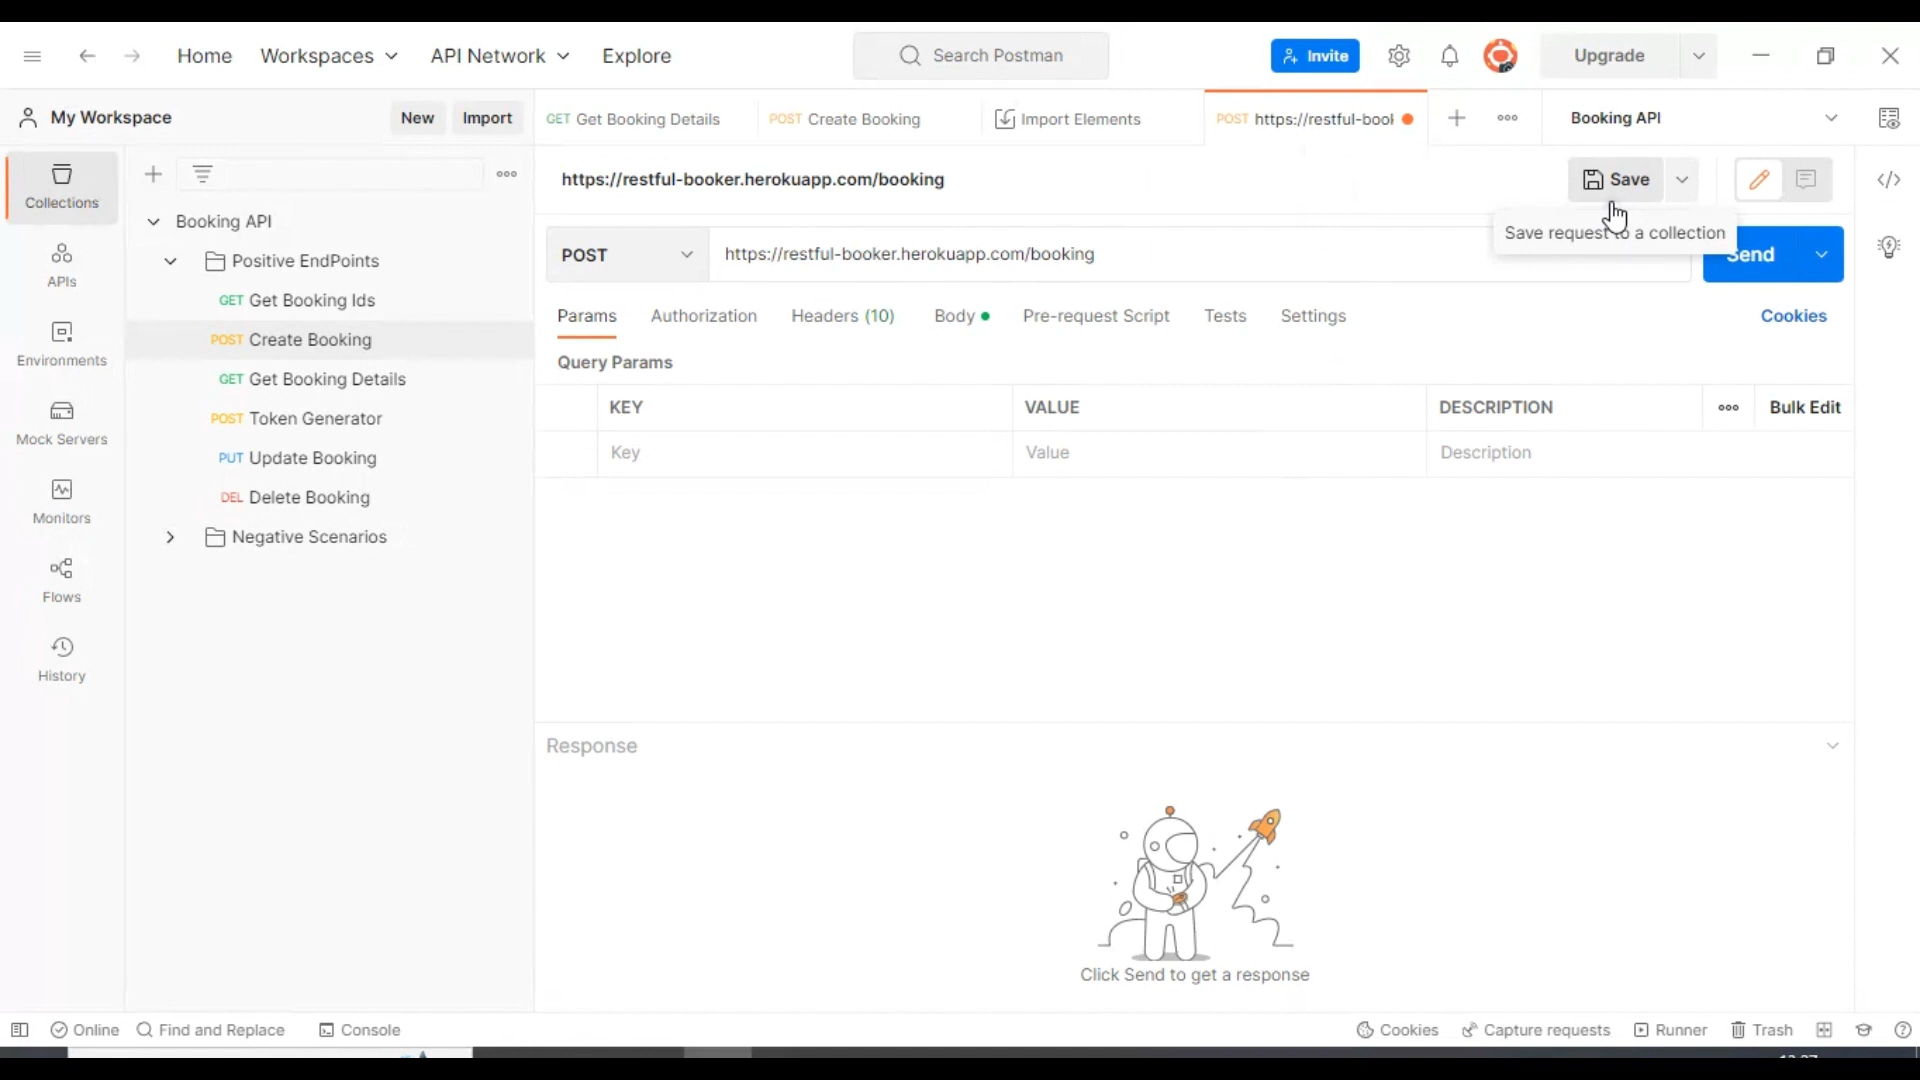 Home Workspaces API Network Explore Search Postman Invite Upgrade
My Workspace New Import GET Get Booking Details POST Create Booking Import Elements POST https://restful-bool Booking API
Collections
APIs
Environments
Mock Servers
Monitors
Flows
History
Booking API
Positive EndPoints
GET Get Booking Ids
POST Create Booking
GET Get Booking Details
POST Token Generator
PUT Update Booking
DEL Delete Booking
Negative Scenarios
https://restful-booker.herokuapp.com/booking Save
Save request to a collection
POST https://restful-booker.herokuapp.com/booking Send
Params Authorization Headers (10) Body Pre-request Script Tests Settings Cookies
Query Params
KEY VALUE DESCRIPTION Bulk Edit
Key Value Description
Response
Click Send to get a response
Online Find and Replace Console Cookies Capture requests Runner Trash